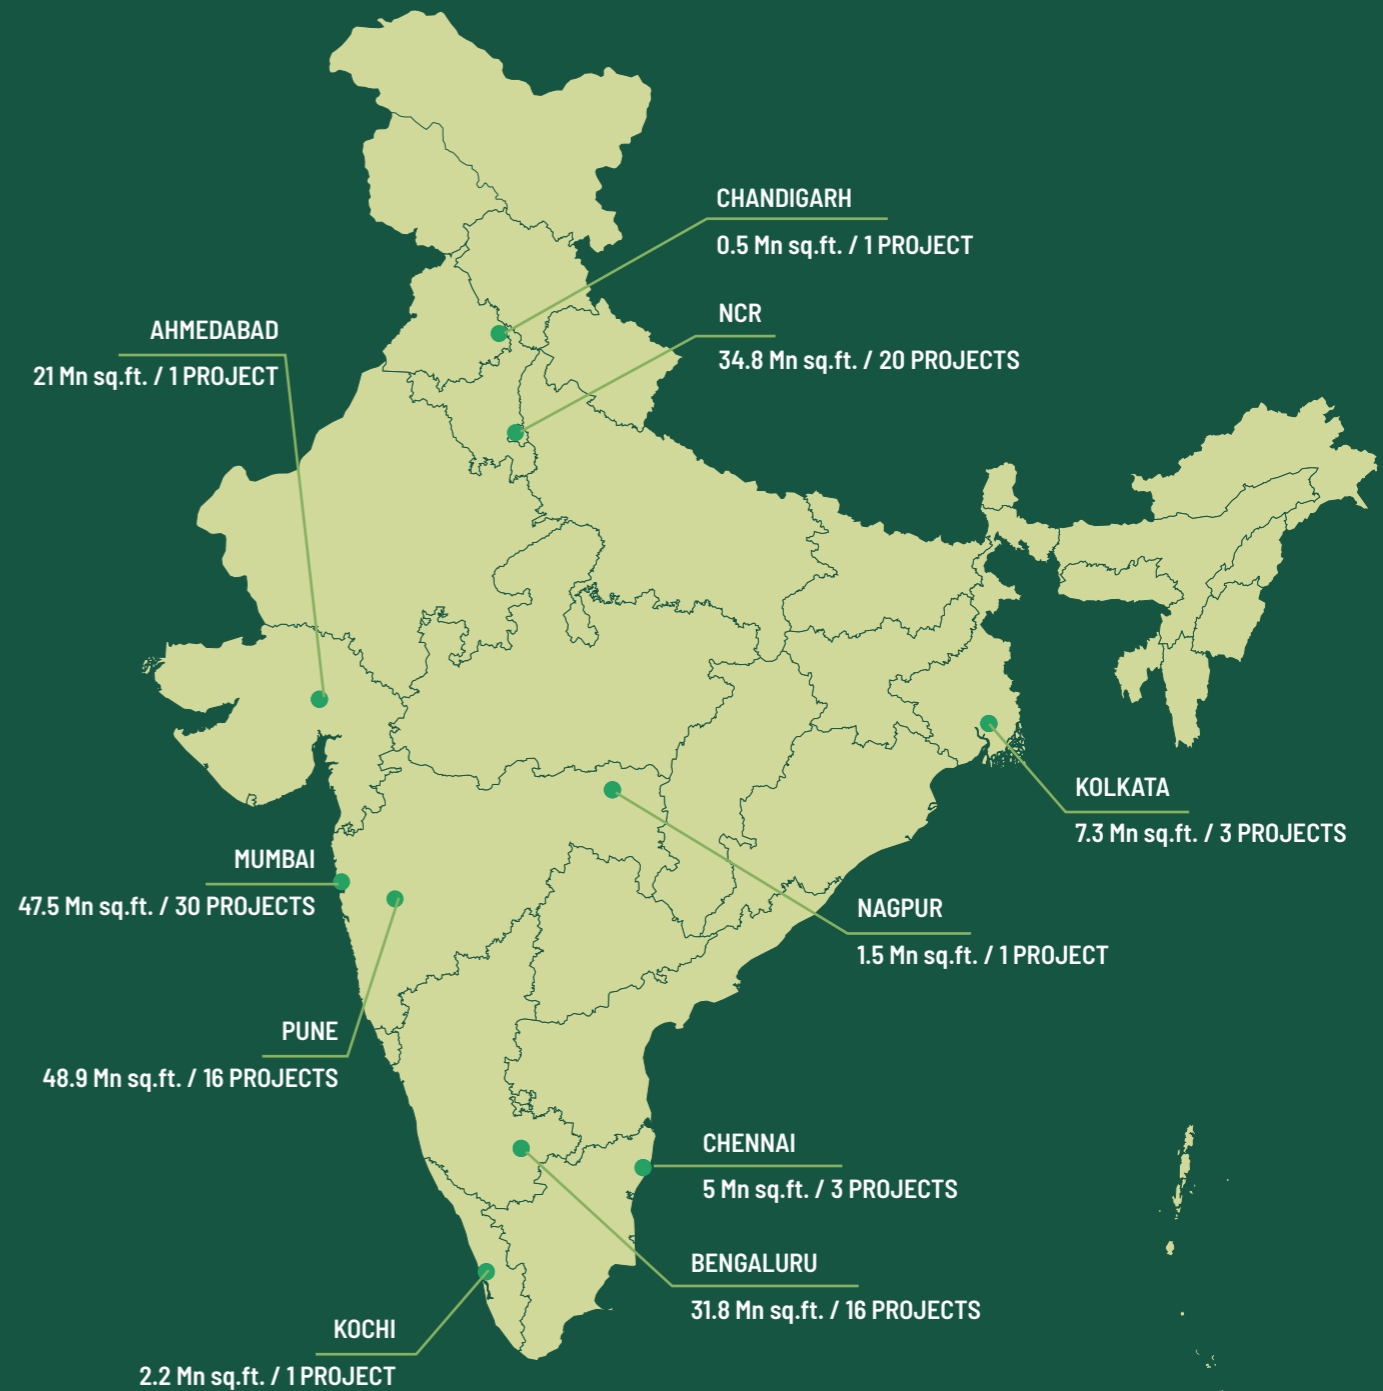 CHANDIGARH
0.5 Mn sq.ft. / 1 PROJECT
NCR
34.8 Mn sq.ft. / 20 PROJECTS
AHMEDABAD
21 Mn sq.ft. / 1 PROJECT
KOLKATA
7.3 Mn sq.ft. / 3 PROJECTS
MUMBAI
47.5 Mn sq.ft. / 30 PROJECTS
NAGPUR
1.5 Mn sq.ft. / 1 PROJECT
PUNE
48.9 Mn sq.ft. / 16 PROJECTS
CHENNAI
5 Mn sq.ft. / 3 PROJECTS
BENGALURU
31.8 Mn sq.ft. / 16 PROJECTS
KOCHI
2.2 Mn sq.ft. / 1 PROJECT